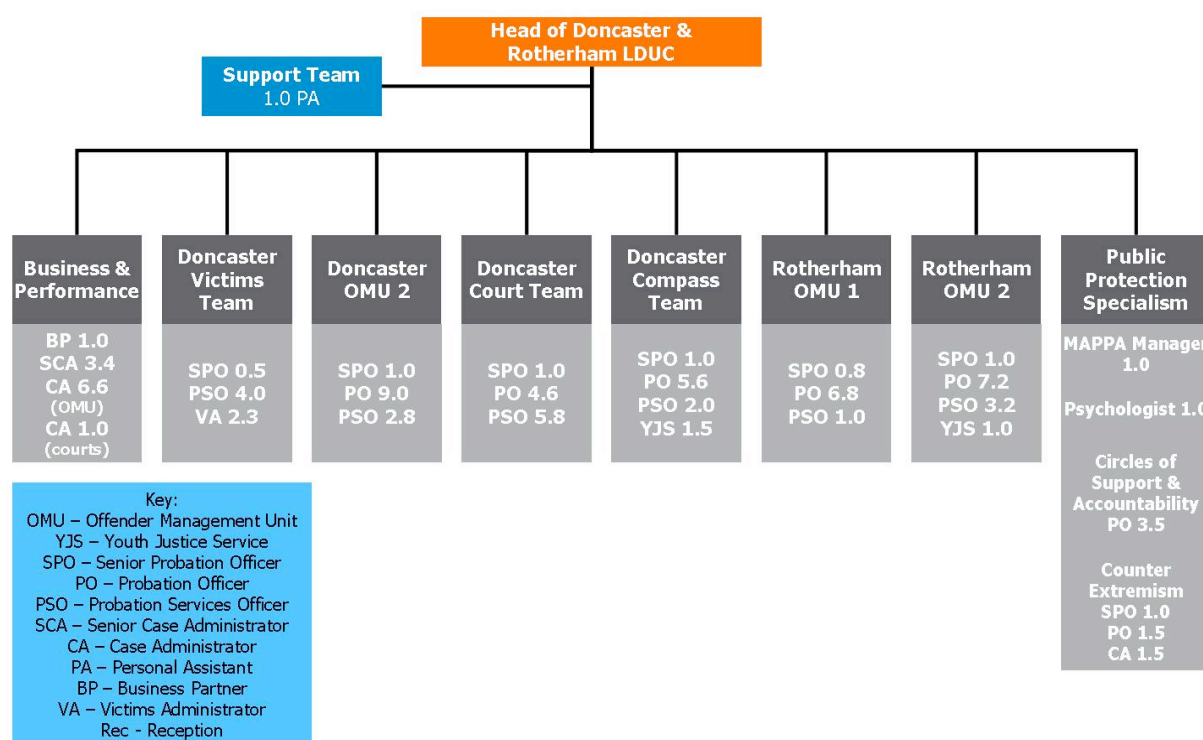 Head of Doncaster &
Rotherham LDUC
Support Team
1.0 PA
Business &
Performance
BP 1.0
SCA 3.4
CA 6.6
(OMU)
CA 1.0
(courts)
Doncaster
Victims
Team
SPO 0.5
PSO 4.0
VA 2.3
Doncaster
OMU 2
SPO 1.0
PO 9.0
PSO 2.8
Doncaster
Court Team
SPO 1.0
PO 4.6
PSO 5.8
Doncaster
Compass
Team
SPO 1.0
PO 5.6
PSO 2.0
YJS 1.5
Rotherham
OMU 1
SPO 0.8
PO 6.8
PSO 1.0
Rotherham
OMU 2
SPO 1.0
PO 7.2
PSO 3.2
YJS 1.0
Public
Protection
Specialism
MAPPA Manager
1.0
Psychologist 1.0
Circles of
Support &
Accountability
PO 3.5
Counter
Extremism
SPO 1.0
PO 1.5
CA 1.5
Key:
OMU – Offender Management Unit
YJS – Youth Justice Service
SPO – Senior Probation Officer
PO – Probation Officer
PSO – Probation Services Officer
SCA – Senior Case Administrator
CA – Case Administrator
PA – Personal Assistant
BP – Business Partner
VA – Victims Administrator
Rec - Reception